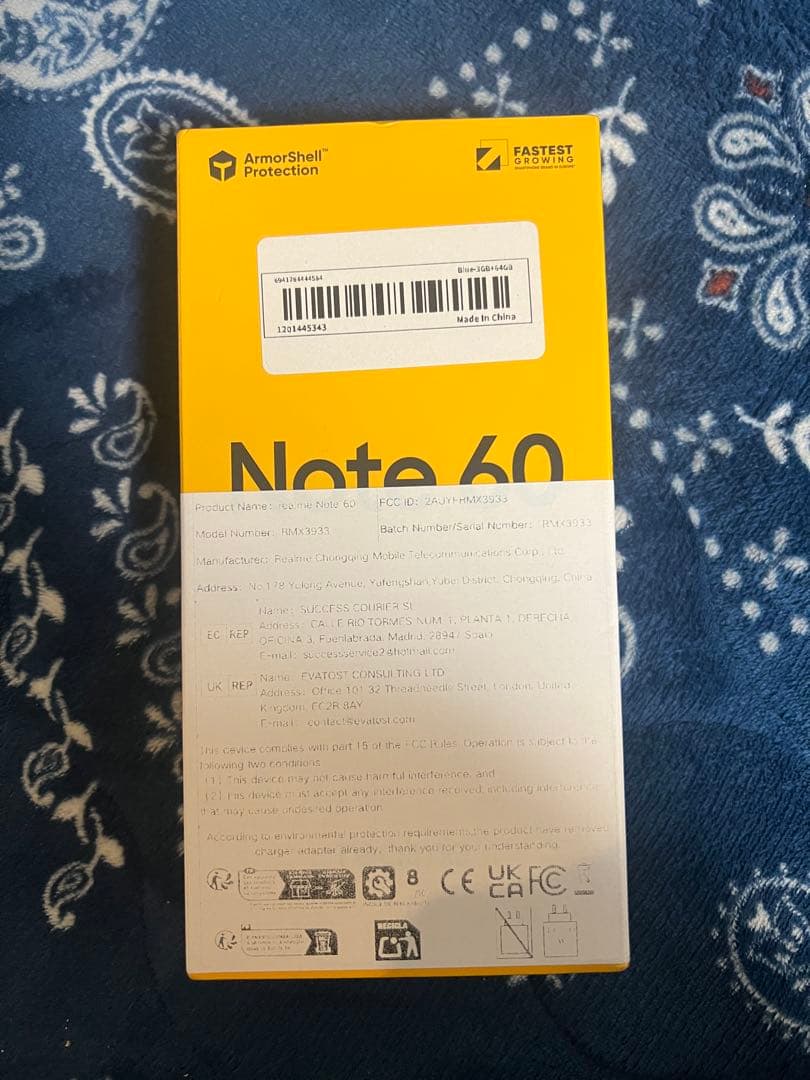 ArmorShell™
Protection
FASTEST
GROWING
SMARTPHONE BRAND IN EUROPE
6941764444564
Blue-3GB+64GB
1201445343
Made In China
Note 60
Product Name: realme Note 60
FCC ID: 2AUYFRMX3933
Model Number: RMX3933
Batch Number/Serial Number: RMX3933
Manufacturer: Realme Chongqing Mobile Telecommunications Corp., Ltd.
Address: No.178 Yulong Avenue, Yufengshan, Yubei District, Chongqing, China
EC REP
Name: SUCCESS COURIER SL
Address: CALLE RIO TORMES NUM. 1, PLANTA 1, DERECHA,
OFICINA 3, Fuenlabrada, Madrid, 28947 Spain
E-mail: successservice2@hotmail.com
UK REP
Name: EVATOST CONSULTING LTD
Address: Office 101 32 Threadneedle Street, London, United
Kingdom, EC2R 8AY
E-mail: contact@evatost.com
This device complies with part 15 of the FCC Rules. Operation is subject to the
following two conditions
(1) This device may not cause harmful interference, and
(2) This device must accept any interference received, including interference
that may cause undesired operation
According to environmental protection requirements,the product have removed
charger adapter already, thank you for your understanding.
8
/10
CE UK
CA FC
RECICLA